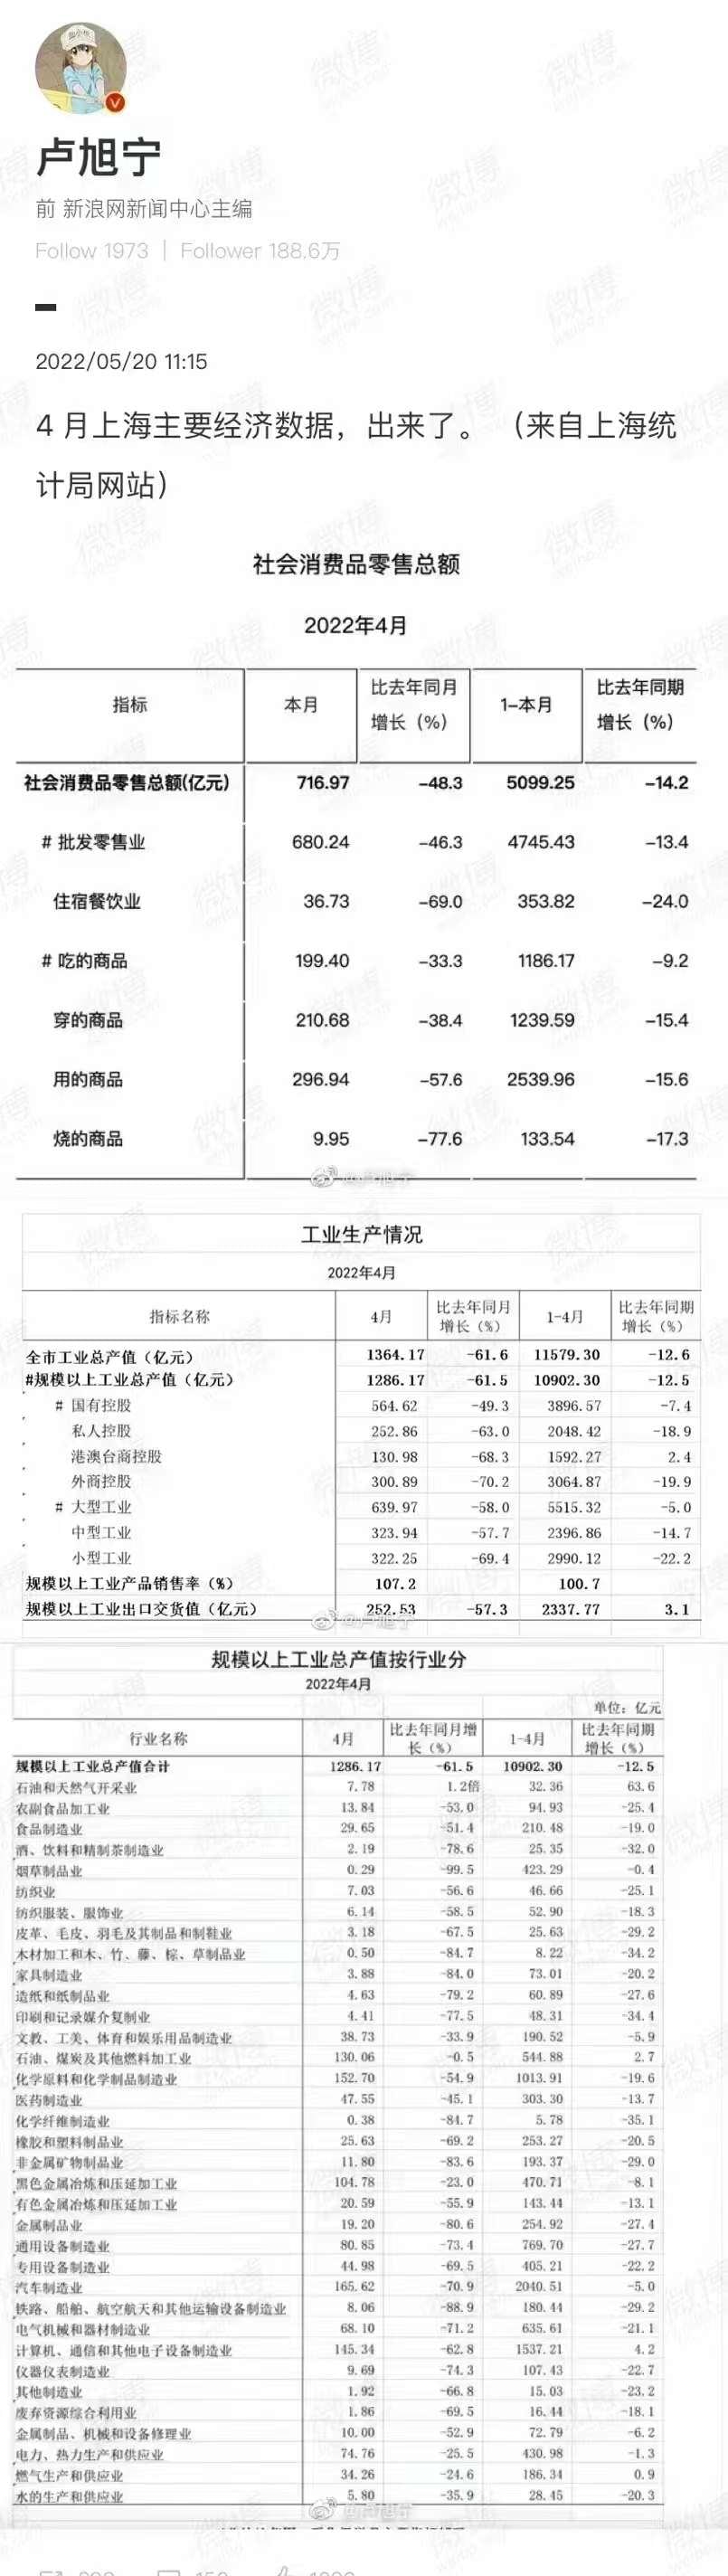 卢旭宁
前 新浪网新闻中心主编
Follow 1973 | Follower 188.6万
2022/05/20 11:15
4 月上海主要经济数据，出来了。（来自上海统
计局网站）
社会消费品零售总额
2022年4月
指标 本月 比去年同月增长（%） 1-本月 比去年同期增长（%）
社会消费品零售总额(亿元) 716.97 -48.3 5099.25 -14.2
# 批发零售业 680.24 -46.3 4745.43 -13.4
住宿餐饮业 36.73 -69.0 353.82 -24.0
# 吃的商品 199.40 -33.3 1186.17 -9.2
穿的商品 210.68 -38.4 1239.59 -15.4
用的商品 296.94 -57.6 2539.96 -15.6
烧的商品 9.95 -77.6 133.54 -17.3
@卢旭宁
工业生产情况
2022年4月
指标名称 4月 比去年同月增长（%） 1-4月 比去年同期增长（%）
全市工业总产值（亿元） 1364.17 -61.6 11579.30 -12.6
#规模以上工业总产值（亿元） 1286.17 -61.5 10902.30 -12.5
# 国有控股 564.62 -49.3 3896.57 -7.4
私人控股 252.86 -63.0 2048.42 -18.9
港澳台商控股 130.98 -68.3 1592.27 2.4
外商控股 300.89 -70.2 3064.87 -19.9
# 大型工业 639.97 -58.0 5515.32 -5.0
中型工业 323.94 -57.7 2396.86 -14.7
小型工业 322.25 -69.4 2990.12 -22.2
规模以上工业产品销售率（%） 107.2 100.7
规模以上工业出口交货值（亿元） 252.53 -57.3 2337.77 3.1
@卢旭宁
规模以上工业总产值按行业分
2022年4月
单位：亿元
行业名称 4月 比去年同月增长（%） 1-4月 比去年同期增长（%）
规模以上工业总产值合计 1286.17 -61.5 10902.30 -12.5
石油和天然气开采业 7.78 1.2倍 32.36 63.6
农副食品加工业 13.84 -53.0 94.93 -25.4
食品制造业 29.65 -51.4 210.48 -19.0
酒、饮料和精制茶制造业 2.19 -78.6 25.35 -32.0
烟草制品业 0.29 -99.5 423.29 -0.4
纺织业 7.03 -56.6 46.66 -25.1
纺织服装、服饰业 6.14 -58.5 52.90 -18.3
皮革、毛皮、羽毛及其制品和制鞋业 3.18 -67.5 25.63 -29.2
木材加工和木、竹、藤、棕、草制品业 0.50 -84.7 8.22 -34.2
家具制造业 3.88 -84.0 73.01 -20.2
造纸和纸制品业 4.63 -79.2 60.89 -27.6
印刷和记录媒介复制业 4.41 -77.5 48.31 -34.4
文教、工美、体育和娱乐用品制造业 38.73 -33.9 190.52 -5.9
石油、煤炭及其他燃料加工业 130.06 -0.5 544.88 2.7
化学原料和化学制品制造业 152.70 -54.9 1013.91 -19.6
医药制造业 47.55 -45.1 303.30 -13.7
化学纤维制造业 0.38 -84.7 5.78 -35.1
橡胶和塑料制品业 25.63 -69.2 253.27 -20.5
非金属矿物制品业 11.80 -83.6 193.37 -29.0
黑色金属冶炼和压延加工业 104.78 -23.0 470.71 -8.1
有色金属冶炼和压延加工业 20.59 -55.9 143.44 -13.1
金属制品业 19.20 -80.6 254.92 -27.4
通用设备制造业 80.85 -73.4 769.70 -27.7
专用设备制造业 44.98 -69.5 405.21 -22.2
汽车制造业 165.62 -70.9 2040.51 -5.0
铁路、船舶、航空航天和其他运输设备制造业 8.06 -88.9 180.44 -29.2
电气机械和器材制造业 68.10 -71.2 635.61 -21.1
计算机、通信和其他电子设备制造业 145.34 -62.8 1537.21 4.2
仪器仪表制造业 9.69 -74.3 107.43 -22.7
其他制造业 1.92 -66.8 15.03 -23.2
废弃资源综合利用业 1.86 -69.5 16.44 -18.1
金属制品、机械和设备修理业 10.00 -52.9 72.79 -6.2
电力、热力生产和供应业 74.76 -25.5 430.98 -1.3
燃气生产和供应业 34.26 -24.6 186.34 0.9
水的生产和供应业 5.80 -35.9 28.45 -20.3
@卢旭宁